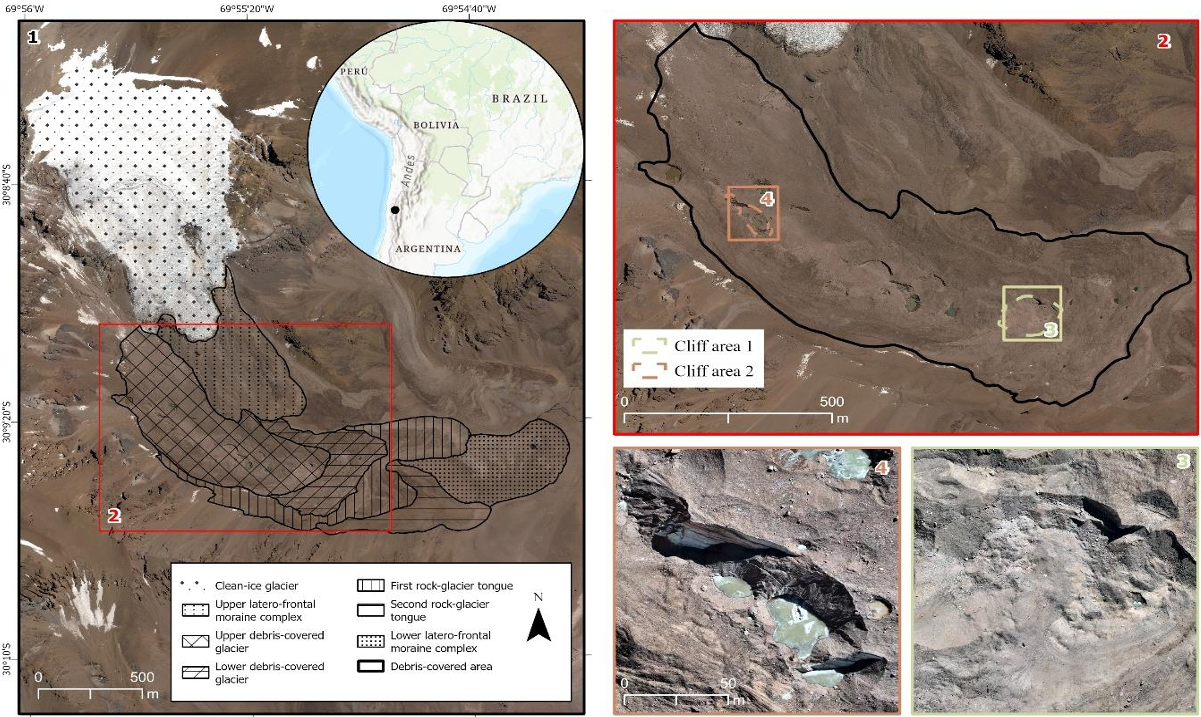 69°56'W 69°55'20"W 69°54'40"W
1
PERÚ
BRAZIL
BOLIVIA
Andes
ARGENTINA
30°8'40"S
30°9'20"S
30°10'S
2
Clean-ice glacier
Upper latero-frontal
moraine complex
Upper debris-covered
glacier
Lower debris-covered
glacier
First rock-glacier tongue
Second rock-glacier
tongue
Lower latero-frontal
moraine complex
Debris-covered area
N
0 500
m
2
4
3
Cliff area 1
Cliff area 2
0 500
m
4
0 50
m
3